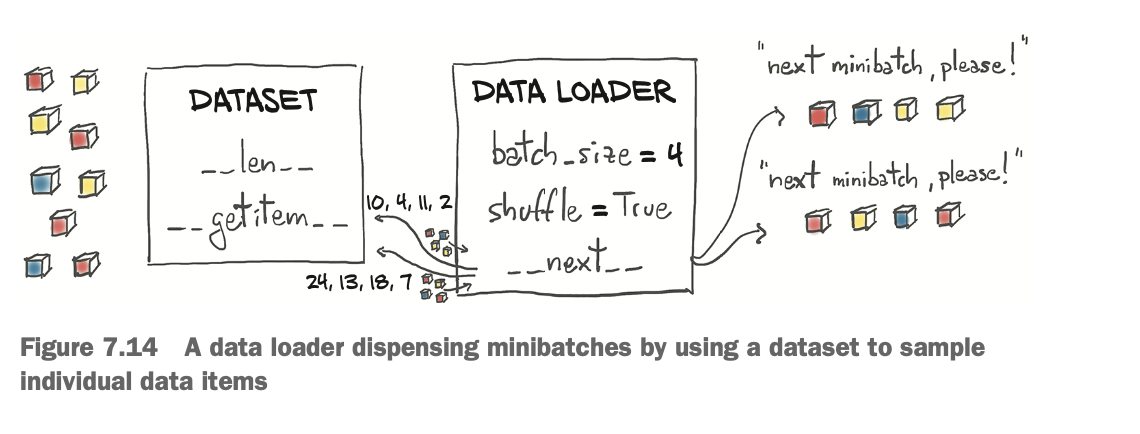 DATASET
__len__
__getitem__
10, 4, 11, 2
24, 13, 18, 7
DATA LOADER
batch_size = 4
shuffle = True
__next__
"next minibatch, please!"
"next minibatch, please!"
Figure 7.14 A data loader dispensing minibatches by using a dataset to sample
individual data items